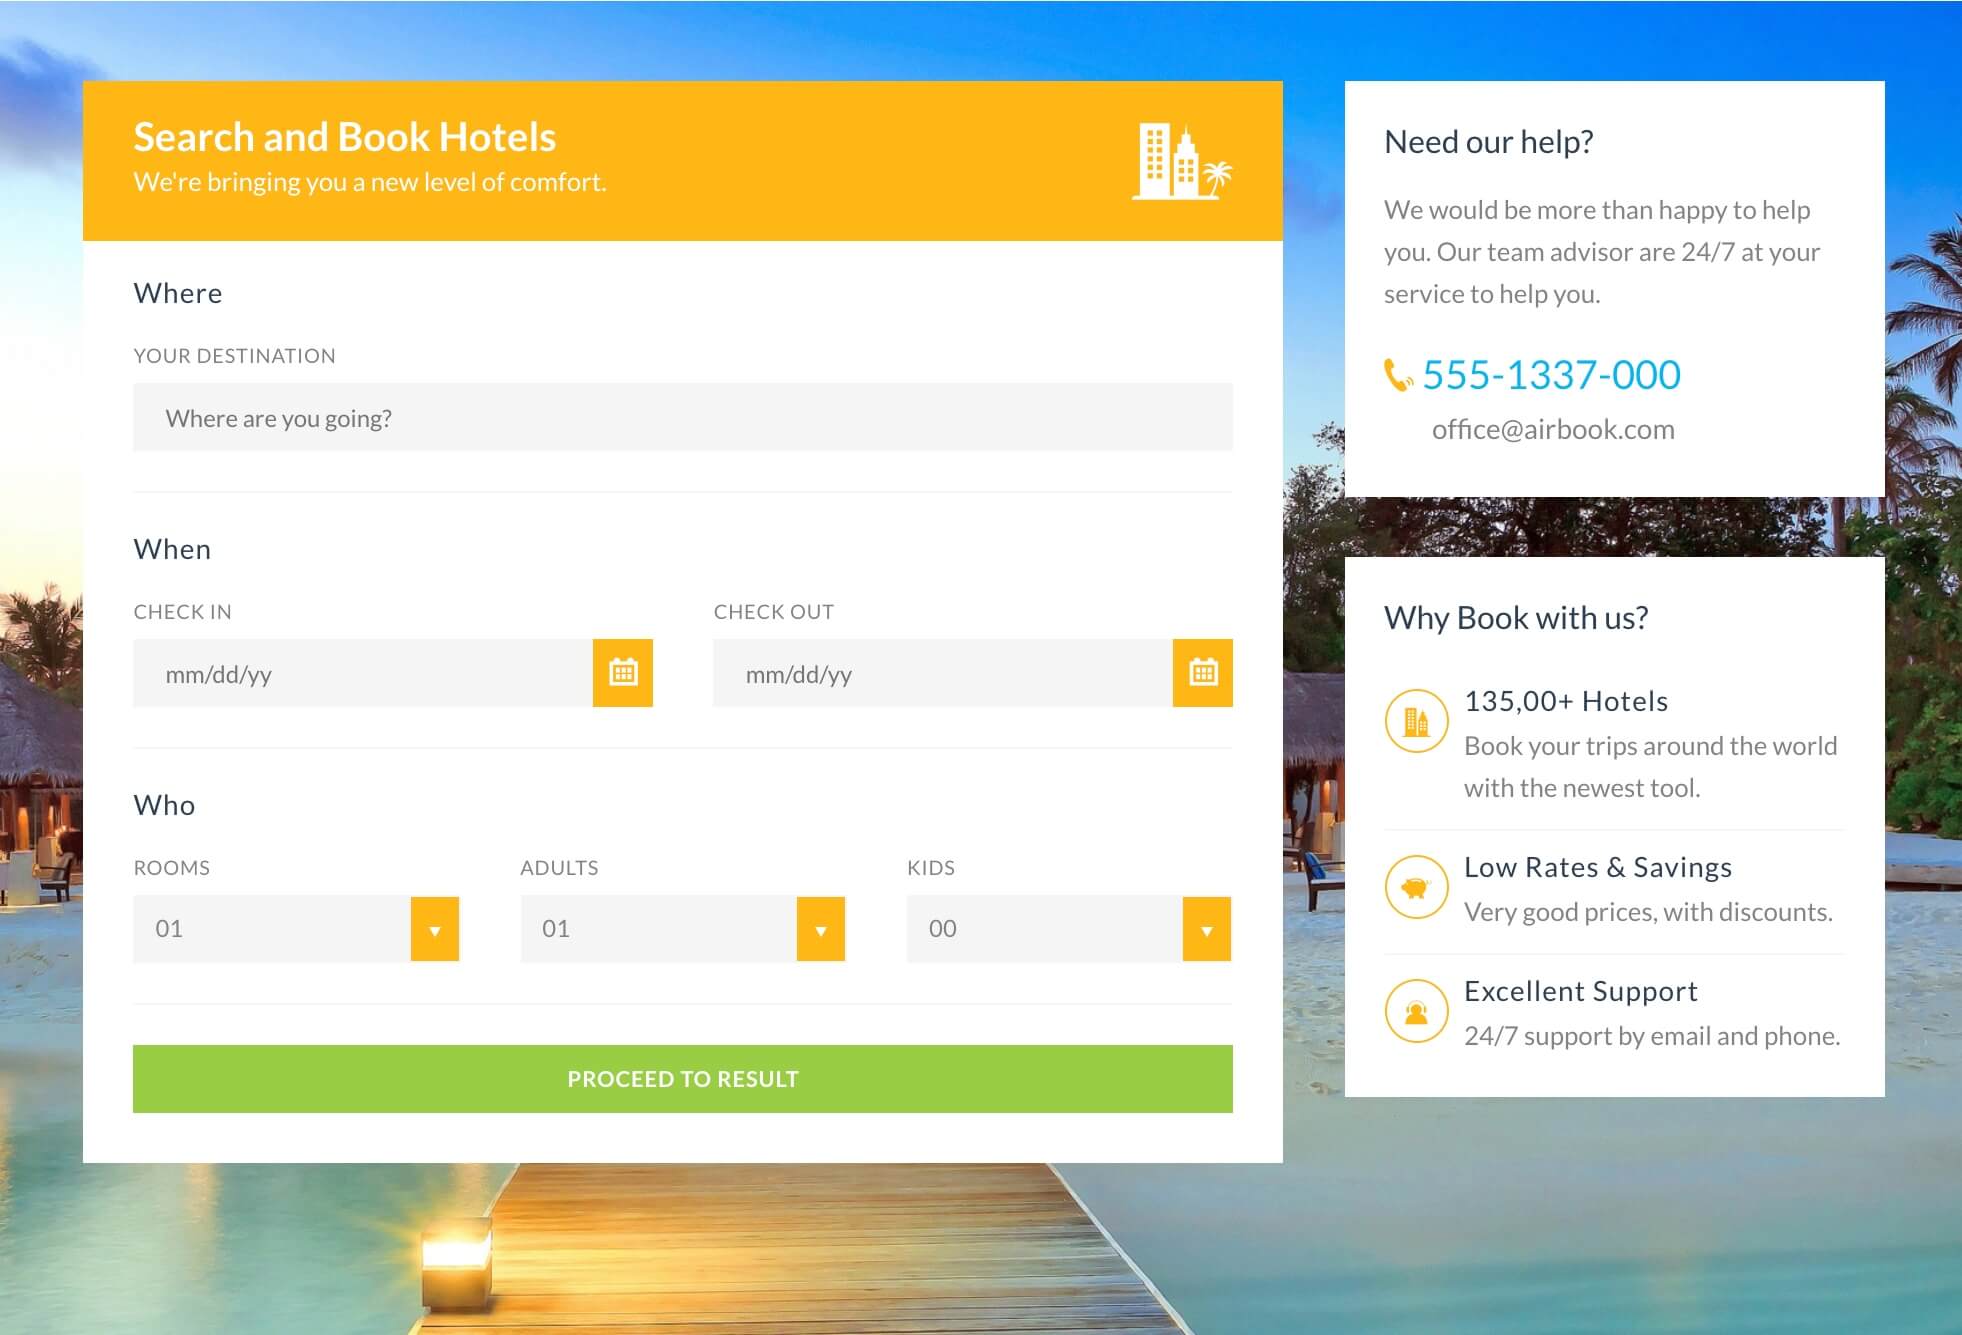 Search and Book Hotels
We're bringing you a new level of comfort.
Where
YOUR DESTINATION
Where are you going?
When
CHECK IN
CHECK OUT
mm/dd/yy
mm/dd/yy
Who
ROOMS
ADULTS
KIDS
01
01
00
PROCEED TO RESULT
Need our help?
We would be more than happy to help
you. Our team advisor are 24/7 at your
service to help you.
555-1337-000
office@airbook.com
Why Book with us?
135,00+ Hotels
Book your trips around the world
with the newest tool.
Low Rates & Savings
Very good prices, with discounts.
Excellent Support
24/7 support by email and phone.